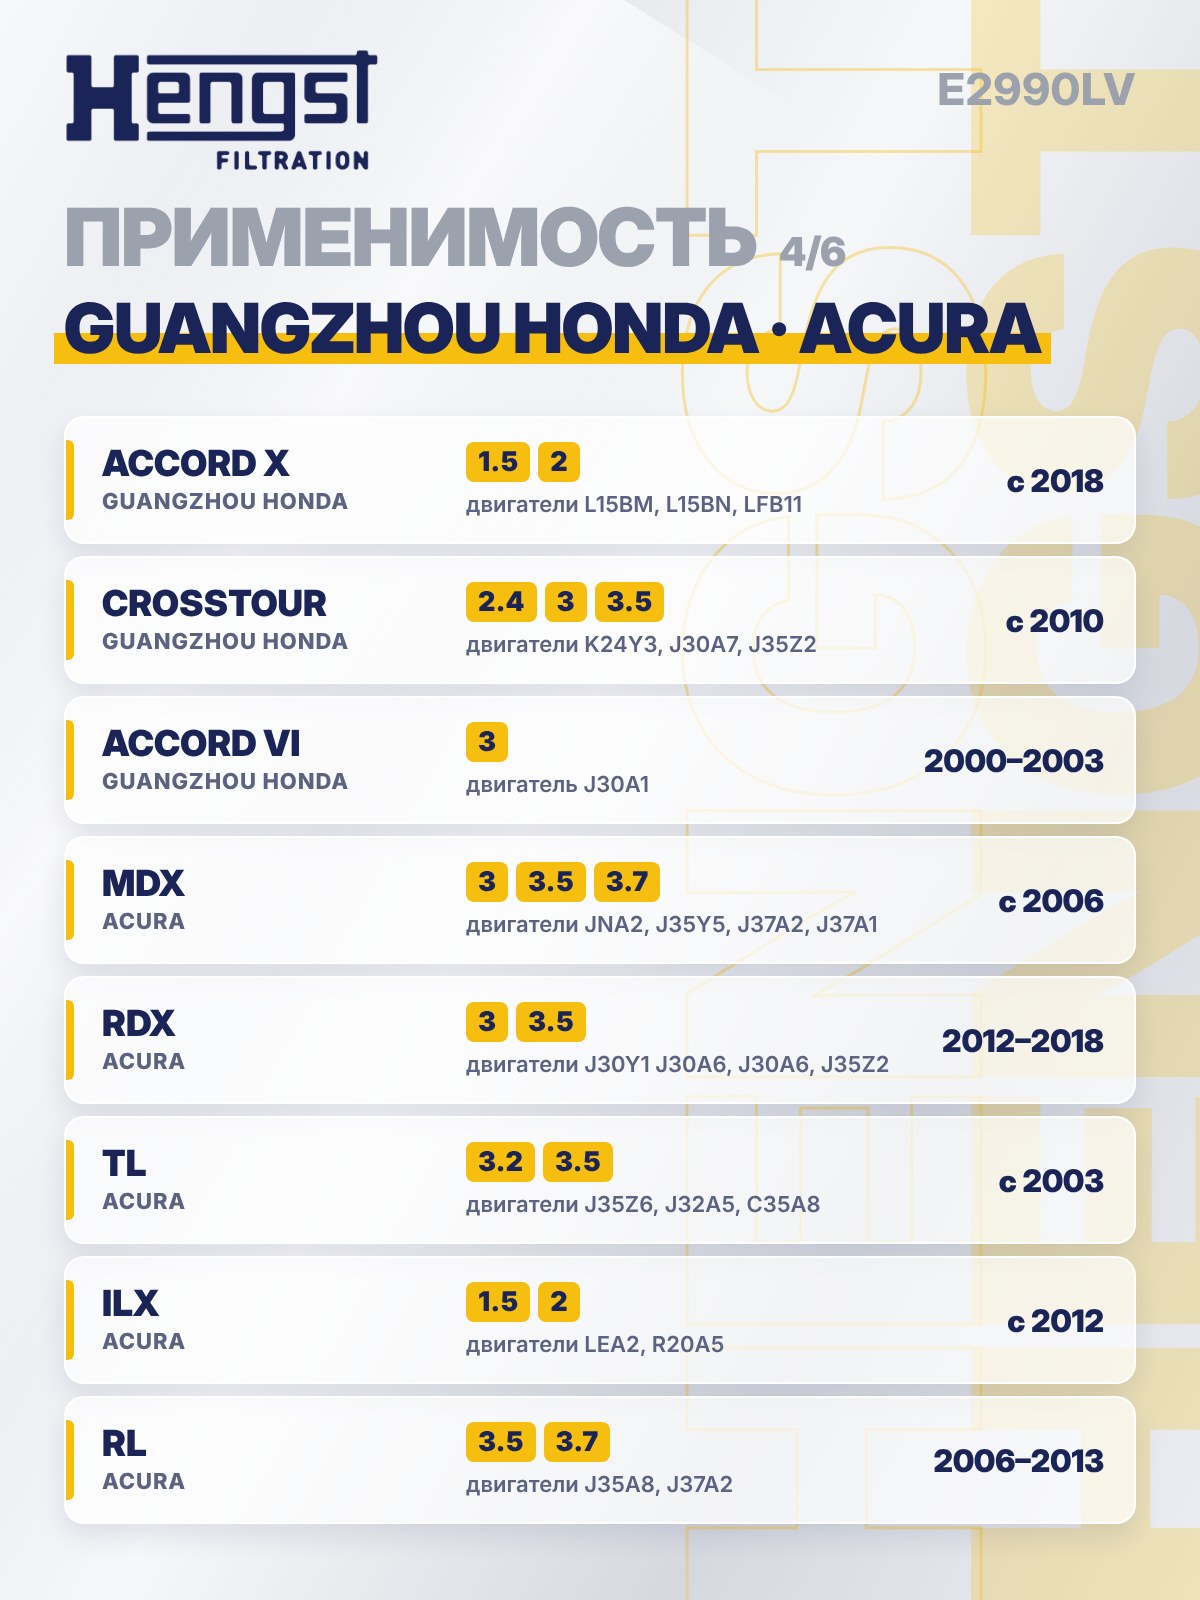 Hengst
FILTRATION
E2990LV
ПРИМЕНИМОСТЬ 4/6
GUANGZHOU HONDA · ACURA
ACCORD X
GUANGZHOU HONDA
1.5 2
двигатели L15BM, L15BN, LFB11
с 2018
CROSSTOUR
GUANGZHOU HONDA
2.4 3 3.5
двигатели K24Y3, J30A7, J35Z2
с 2010
ACCORD VI
GUANGZHOU HONDA
3
двигатель J30A1
2000–2003
MDX
ACURA
3 3.5 3.7
двигатели JNA2, J35Y5, J37A2, J37A1
с 2006
RDX
ACURA
3 3.5
двигатели J30Y1 J30A6, J30A6, J35Z2
2012–2018
TL
ACURA
3.2 3.5
двигатели J35Z6, J32A5, C35A8
с 2003
ILX
ACURA
1.5 2
двигатели LEA2, R20A5
с 2012
RL
ACURA
3.5 3.7
двигатели J35A8, J37A2
2006–2013
HENGST
HENGST